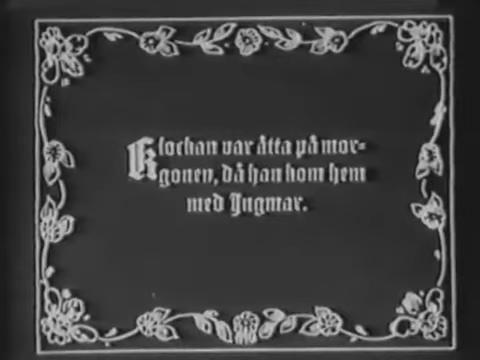 Klockan var åtta på mor-
gonen, då han kom hem
med Ingmar.